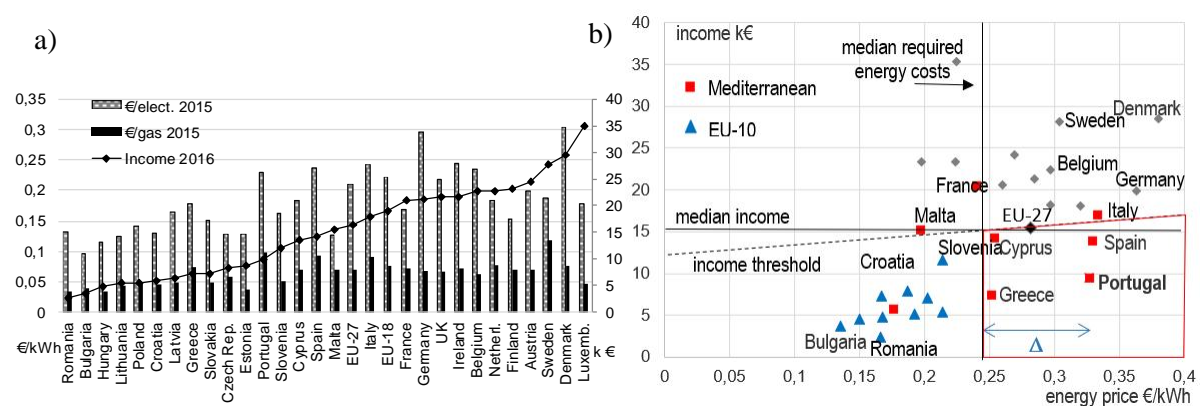 a)
0,35
0,3
0,25
0,2
0,15
0,1
0,05
0
€/kWh
€/elect. 2015
€/gas 2015
Income 2016
40
35
30
25
20
15
10
5
0
k €
Romania
Bulgaria
Hungary
Lithuania
Poland
Croatia
Latvia
Greece
Slovakia
Czech Rep.
Estonia
Portugal
Slovenia
Cyprus
Spain
Malta
EU-27
Italy
EU-18
France
Germany
UK
Ireland
Belgium
Netherl.
Finland
Austria
Sweden
Denmark
Luxemb.
b)
40
35
30
25
20
15
10
5
0
income k€
median required
energy costs
Mediterranean
EU-10
Denmark
Sweden
Belgium
Germany
France
Italy
EU-27
Malta
median income
Slovenia
Cyprus
Spain
income threshold
Croatia
Portugal
Greece
Δ
Bulgaria
Romania
0
0,05
0,1
0,15
0,2
0,25
0,3
0,35
0,4
energy price €/kWh